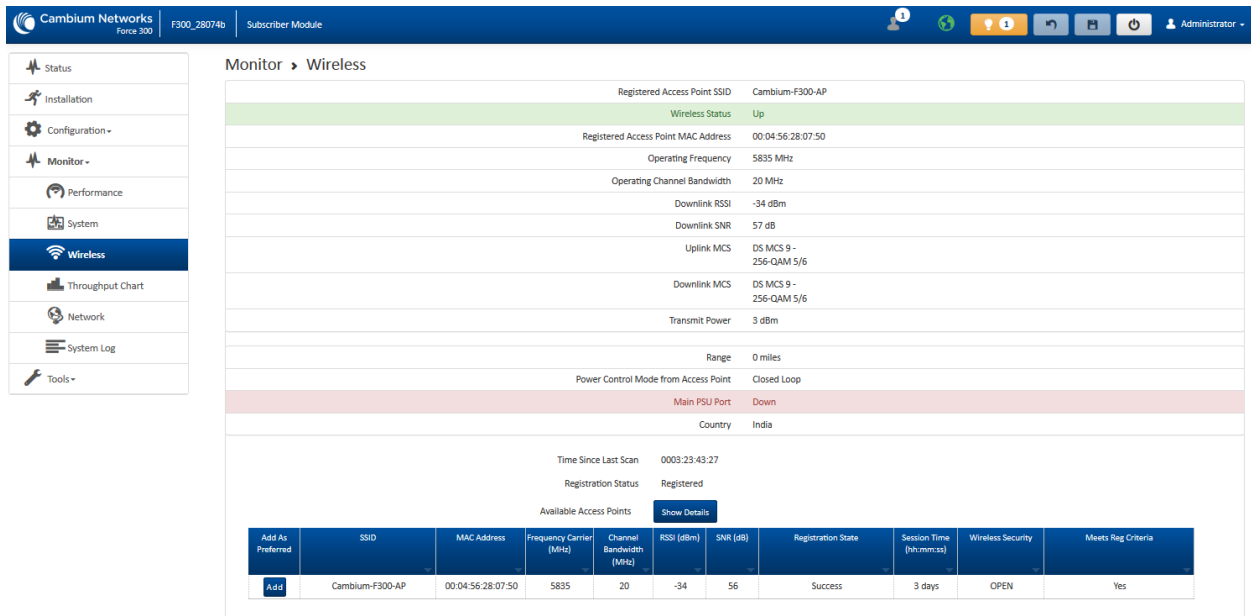 Cambium Networks
Force 300
F300_28074b
Subscriber Module
1
1
Administrator
Status
Installation
Configuration
Monitor
Performance
System
Wireless
Throughput Chart
Network
System Log
Tools
Monitor > Wireless
Registered Access Point SSID Cambium-F300-AP
Wireless Status Up
Registered Access Point MAC Address 00:04:56:28:07:50
Operating Frequency 5835 MHz
Operating Channel Bandwidth 20 MHz
Downlink RSSI -34 dBm
Downlink SNR 57 dB
Uplink MCS DS MCS 9 -
256-QAM 5/6
Downlink MCS DS MCS 9 -
256-QAM 5/6
Transmit Power 3 dBm
Range 0 miles
Power Control Mode from Access Point Closed Loop
Main PSU Port Down
Country India
Time Since Last Scan 0003:23:43:27
Registration Status Registered
Available Access Points Show Details
Add As SSID MAC Address Frequency Carrier Channel RSSI (dBm) SNR (dB) Registration State Session Time Wireless Security Meets Reg Criteria
Preferred (MHz) Bandwidth (hh:mm:ss)
(MHz)
Add Cambium-F300-AP 00:04:56:28:07:50 5835 20 -34 56 Success 3 days OPEN Yes